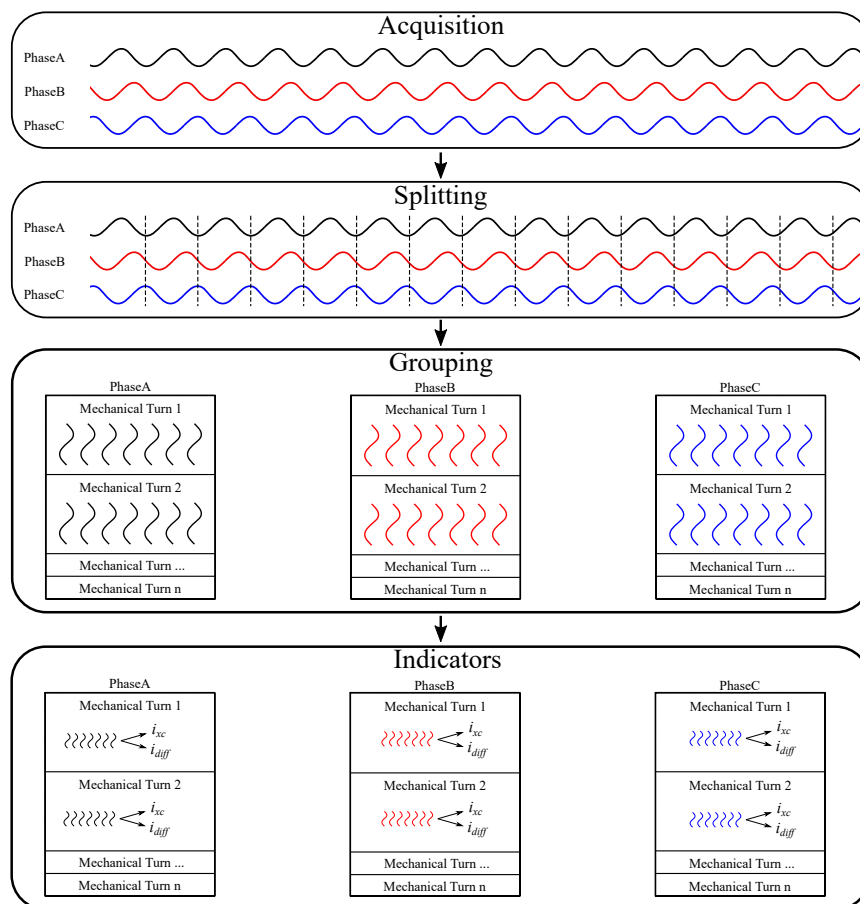 Acquisition
PhaseA
PhaseB
PhaseC
Splitting
PhaseA
PhaseB
PhaseC
Grouping
PhaseA
Mechanical Turn 1
Mechanical Turn 2
Mechanical Turn ...
Mechanical Turn n
PhaseB
Mechanical Turn 1
Mechanical Turn 2
Mechanical Turn ...
Mechanical Turn n
PhaseC
Mechanical Turn 1
Mechanical Turn 2
Mechanical Turn ...
Mechanical Turn n
Indicators
PhaseA
Mechanical Turn 1
i_xc
i_diff
Mechanical Turn 2
i_xc
i_diff
Mechanical Turn ...
Mechanical Turn n
PhaseB
Mechanical Turn 1
i_xc
i_diff
Mechanical Turn 2
i_xc
i_diff
Mechanical Turn ...
Mechanical Turn n
PhaseC
Mechanical Turn 1
i_xc
i_diff
Mechanical Turn 2
i_xc
i_diff
Mechanical Turn ...
Mechanical Turn n